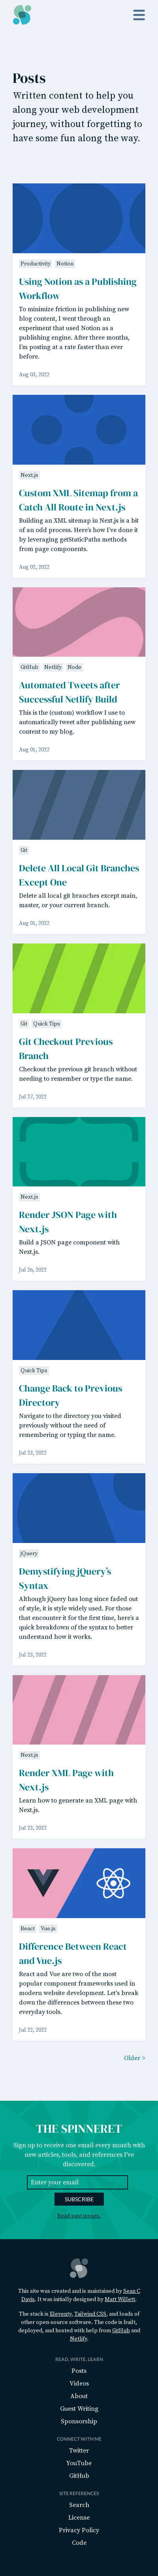 Posts
Written content to help you
along your web development
journey, without forgetting to
have some fun along the way.
Productivity Notion
Using Notion as a Publishing
Workflow
To minimize friction in publishing new
blog content, I went through an
experiment that used Notion as a
publishing engine. After three months,
I'm posting at a rate faster than ever
before.
Aug 03, 2022
Next.js
Custom XML Sitemap from a
Catch All Route in Next.js
Building an XML sitemap in Next.js is a bit
of an odd process. Here's how I've done it
by leveraging getStaticPaths methods
from page components.
Aug 02, 2022
GitHub Netlify Node
Automated Tweets after
Successful Netlify Build
This is the (custom) workflow I use to
automatically tweet after publishing new
content to my blog.
Aug 01, 2022
Git
Delete All Local Git Branches
Except One
Delete all local git branches except main,
master, or your current branch.
Aug 01, 2022
Git Quick Tips
Git Checkout Previous
Branch
Checkout the previous git branch without
needing to remember or type the name.
Jul 27, 2022
Next.js
Render JSON Page with
Next.js
Build a JSON page component with
Next.js.
Jul 26, 2022
Quick Tips
Change Back to Previous
Directory
Navigate to the directory you visited
previously without the need of
remembering or typing the name.
Jul 23, 2022
jQuery
Demystifying jQuery's
Syntax
Although jQuery has long since faded out
of style, it is style widely used. For those
that encounter it for the first time, here's a
quick breakdown of the syntax to better
understand how it works.
Jul 23, 2022
Next.js
Render XML Page with
Next.js
Learn how to generate an XML page with
Next.js.
Jul 23, 2022
React Vue.js
Difference Between React
and Vue.js
React and Vue are two of the most
popular component frameworks used in
modern website development. Let's break
down the differences between these two
everyday tools.
Jul 22, 2022
Older >
THE SPINNERET
Sign up to receive one email every month with
new articles, tools, and references I've
discovered.
Enter your email
SUBSCRIBE
Read past issues.
This site was created and is maintained by Sean C
Davis. It was initially designed by Matt Willett.
The stack is Eleventy, Tailwind CSS, and loads of
other open-source software. The code is built,
deployed, and hosted with help from GitHub and
Netlify.
READ, WRITE, LEARN
Posts
Videos
About
Guest Writing
Sponsorship
CONNECT WITH ME
Twitter
YouTube
GitHub
SITE REFERENCES
Search
License
Privacy Policy
Code